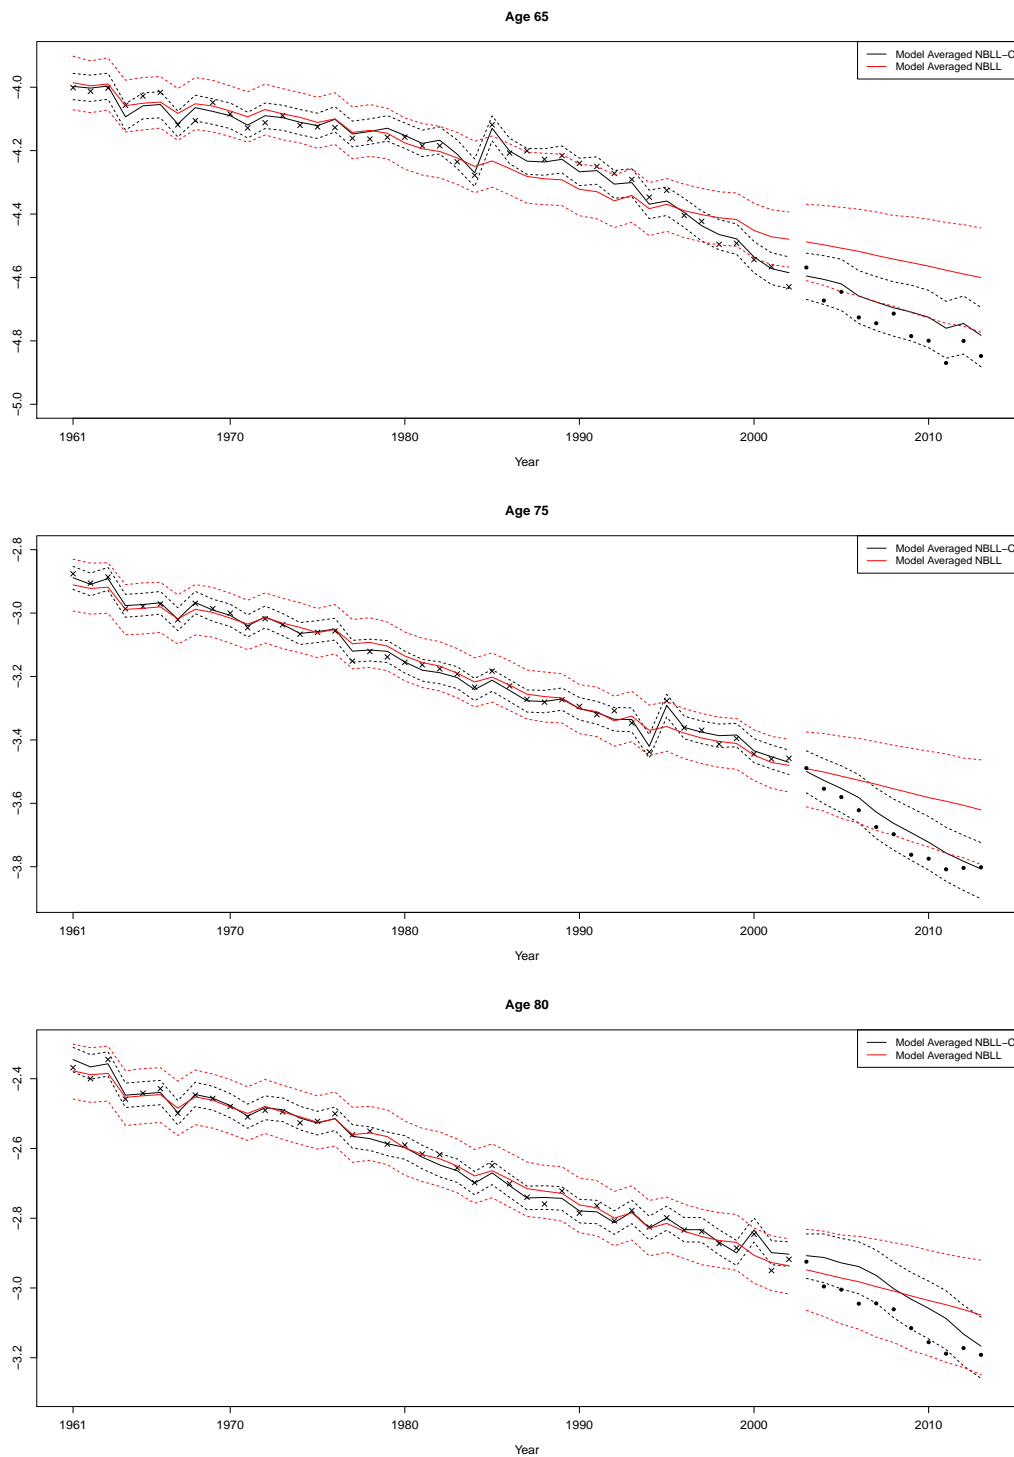 Age 65
Model Averaged NBLL−C
Model Averaged NBLL
−4.0
−4.2
−4.4
−4.6
−4.8
−5.0
1961 1970 1980 1990 2000 2010
Year
Age 75
Model Averaged NBLL−C
Model Averaged NBLL
−2.8
−3.0
−3.2
−3.4
−3.6
−3.8
1961 1970 1980 1990 2000 2010
Year
Age 80
Model Averaged NBLL−C
Model Averaged NBLL
−2.4
−2.6
−2.8
−3.0
−3.2
1961 1970 1980 1990 2000 2010
Year